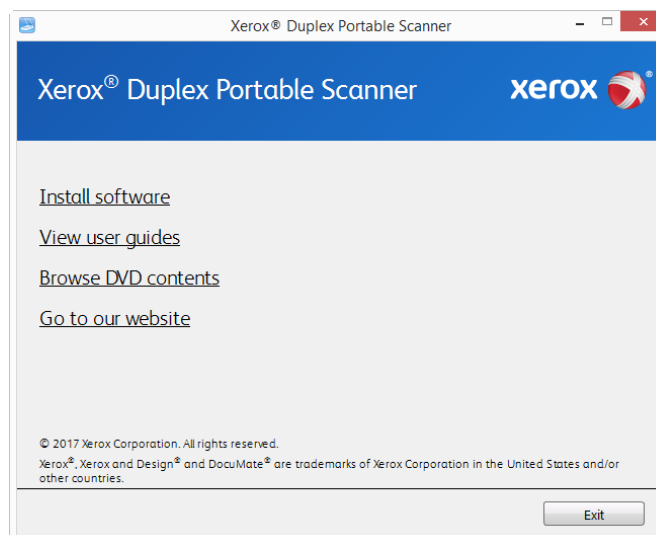 Xerox® Duplex Portable Scanner
Xerox® Duplex Portable Scanner
xerox ®
Install software
View user guides
Browse DVD contents
Go to our website
© 2017 Xerox Corporation. All rights reserved.
Xerox®, Xerox and Design® and DocuMate® are trademarks of Xerox Corporation in the United States and/or
other countries.
Exit